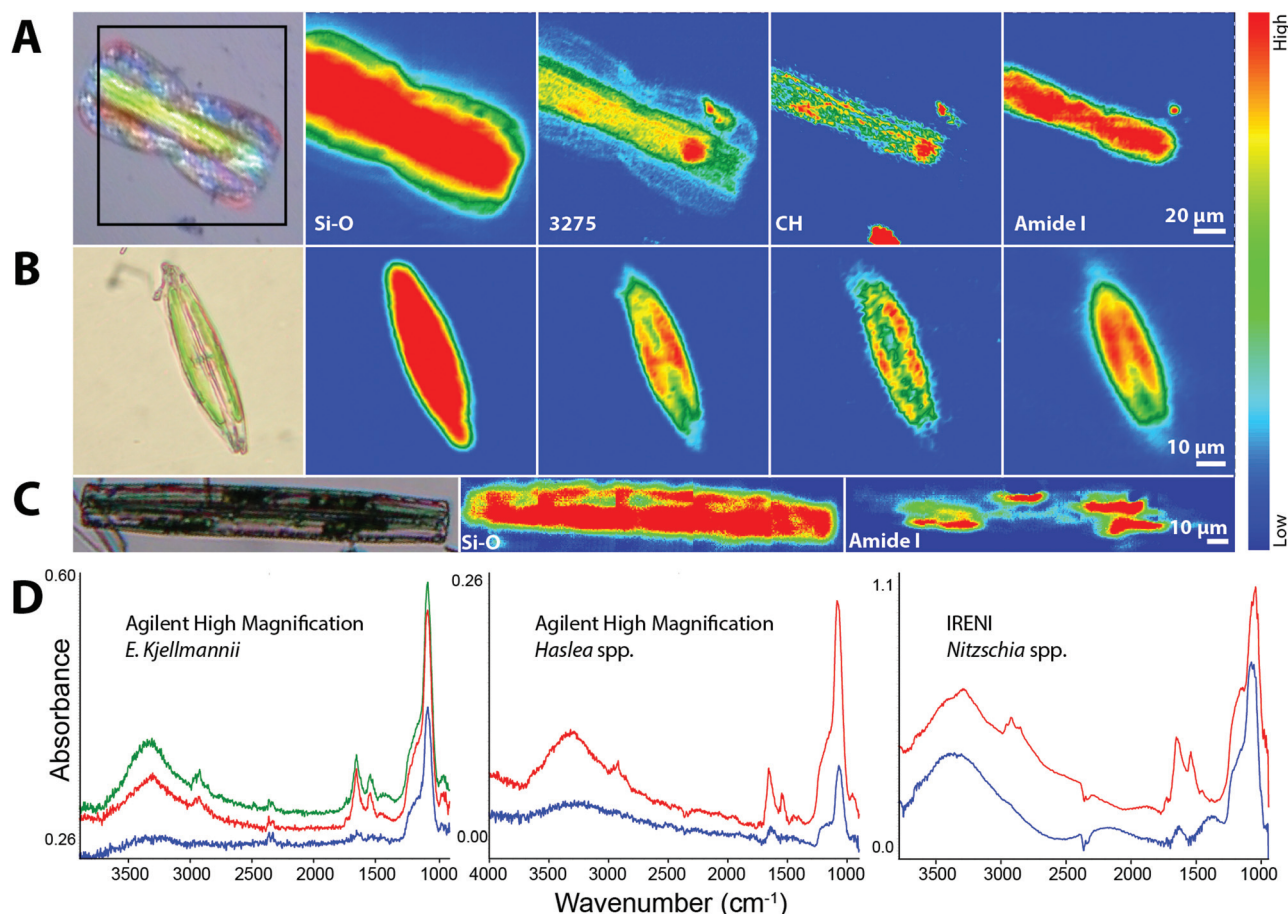 A
Si-O
3275
CH
Amide I
20 µm
High
B
10 µm
C
Si-O
Amide I
10 µm
Low
D
Absorbance
0.60
0.26
Agilent High Magnification
E. Kjellmannii
3500 3000 2500 2000 1500 1000
0.26
0.00
Agilent High Magnification
Haslea spp.
4000 3500 3000 2500 2000 1500 1000
1.1
0.0
IRENI
Nitzschia spp.
3500 3000 2500 2000 1500 1000
Wavenumber (cm-1)